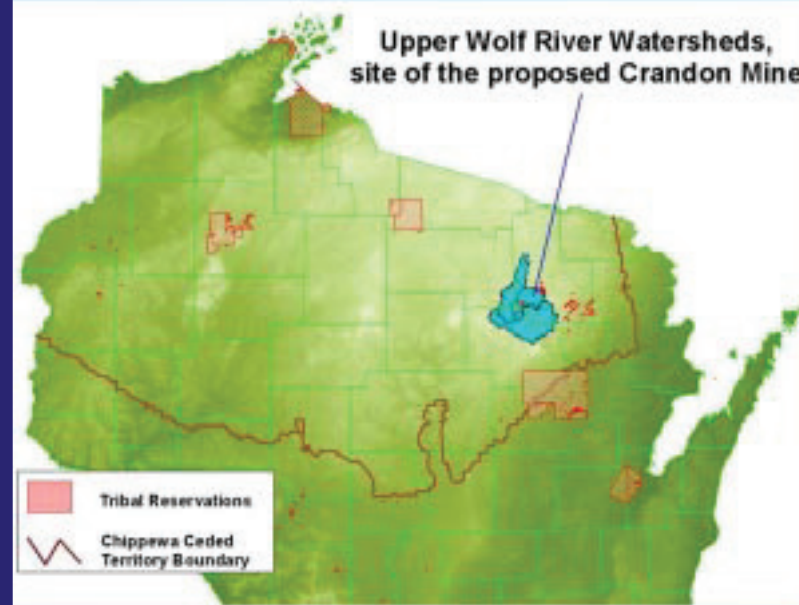 Upper Wolf River Watersheds,
site of the proposed Crandon Mine
Tribal Reservations
Chippewa Ceded
Territory Boundary